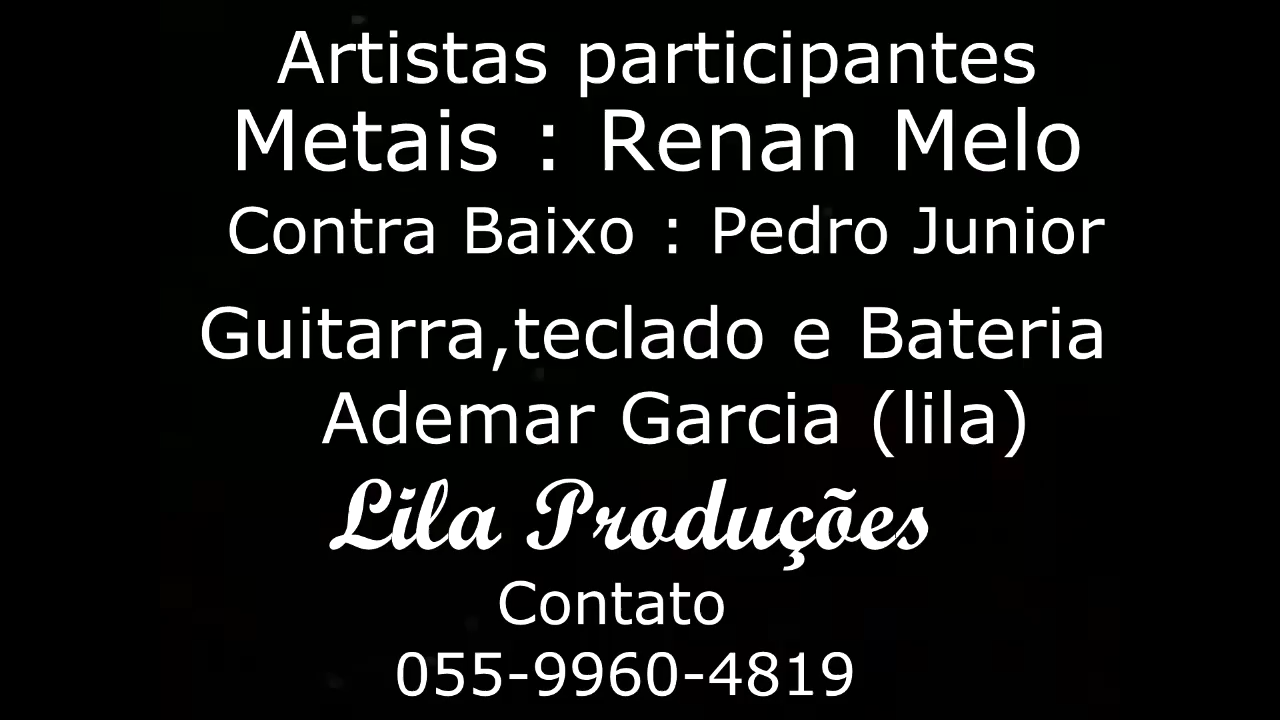 Artistas participantes
Metais : Renan Melo
Contra Baixo : Pedro Junior
Guitarra,teclado e Bateria
Ademar Garcia (lila)
Lila Produções
Contato
055-9960-4819